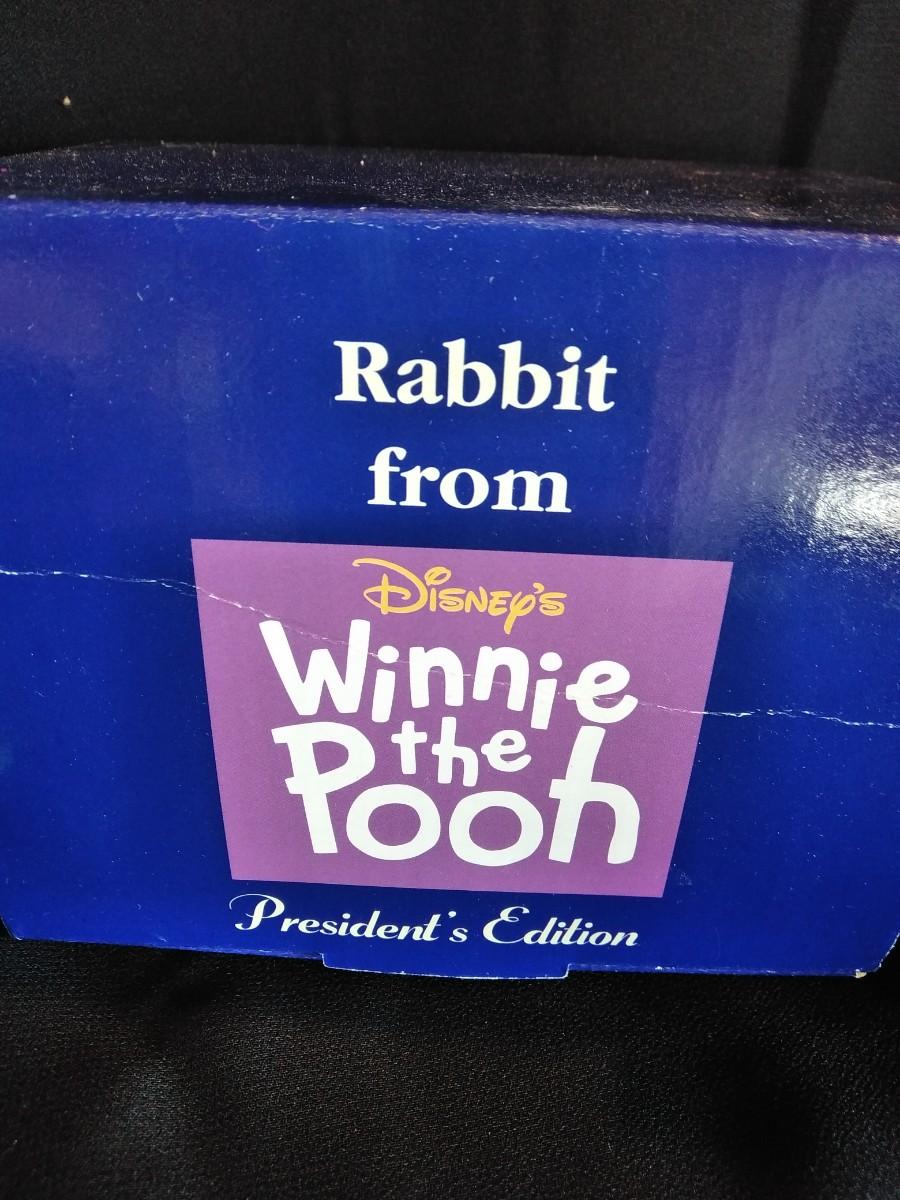 Rabbit
from
Disney's
Winnie
the
Pooh
President's Edition